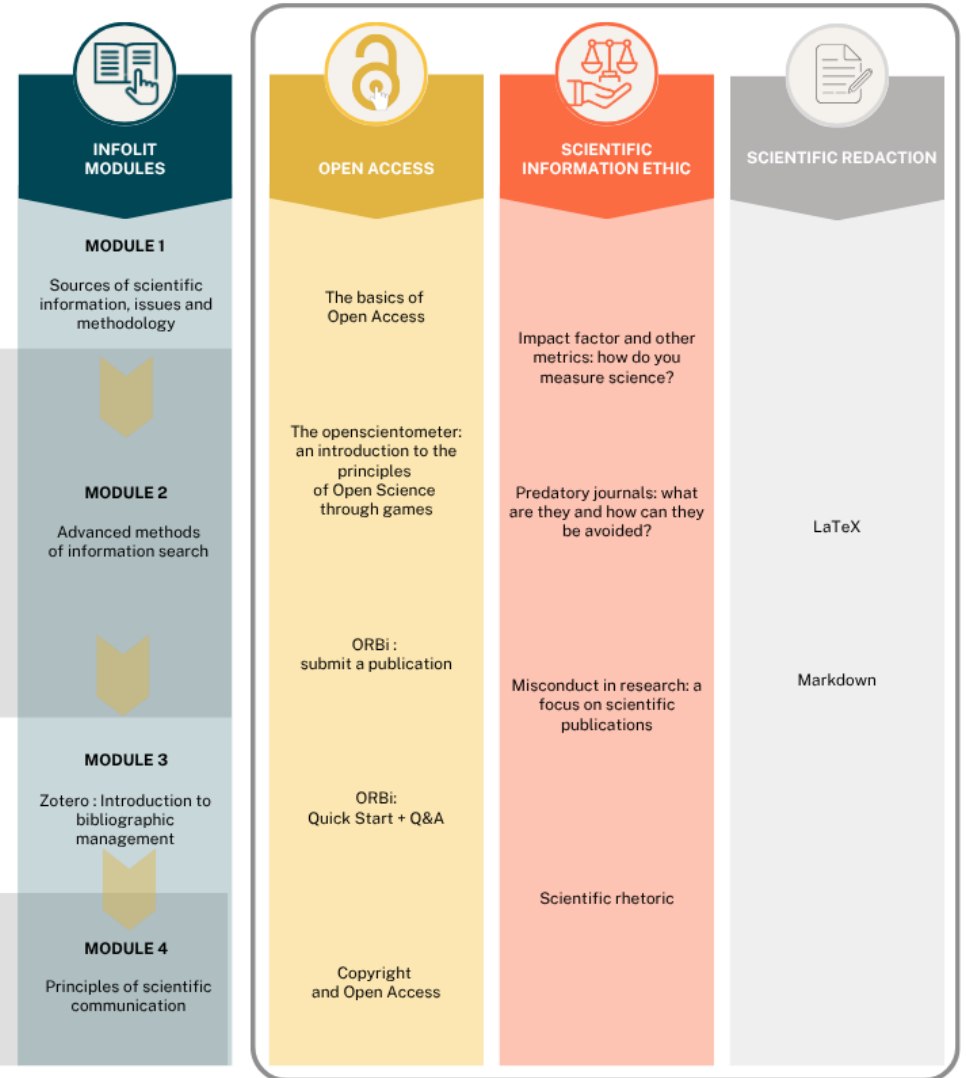 INFOLIT
MODULES
MODULE 1
Sources of scientific
information, issues and
methodology
MODULE 2
Advanced methods
of information search
MODULE 3
Zotero : Introduction to
bibliographic
management
MODULE 4
Principles of scientific
communication
OPEN ACCESS
The basics of
Open Access
The openscientometer:
an introduction to the
principles
of Open Science
through games
ORBi :
submit a publication
ORBi:
Quick Start + Q&A
Copyright
and Open Access
SCIENTIFIC
INFORMATION ETHIC
Impact factor and other
metrics: how do you
measure science?
Predatory journals: what
are they and how can they
be avoided?
Misconduct in research: a
focus on scientific
publications
Scientific rhetoric
SCIENTIFIC REDACTION
LaTeX
Markdown